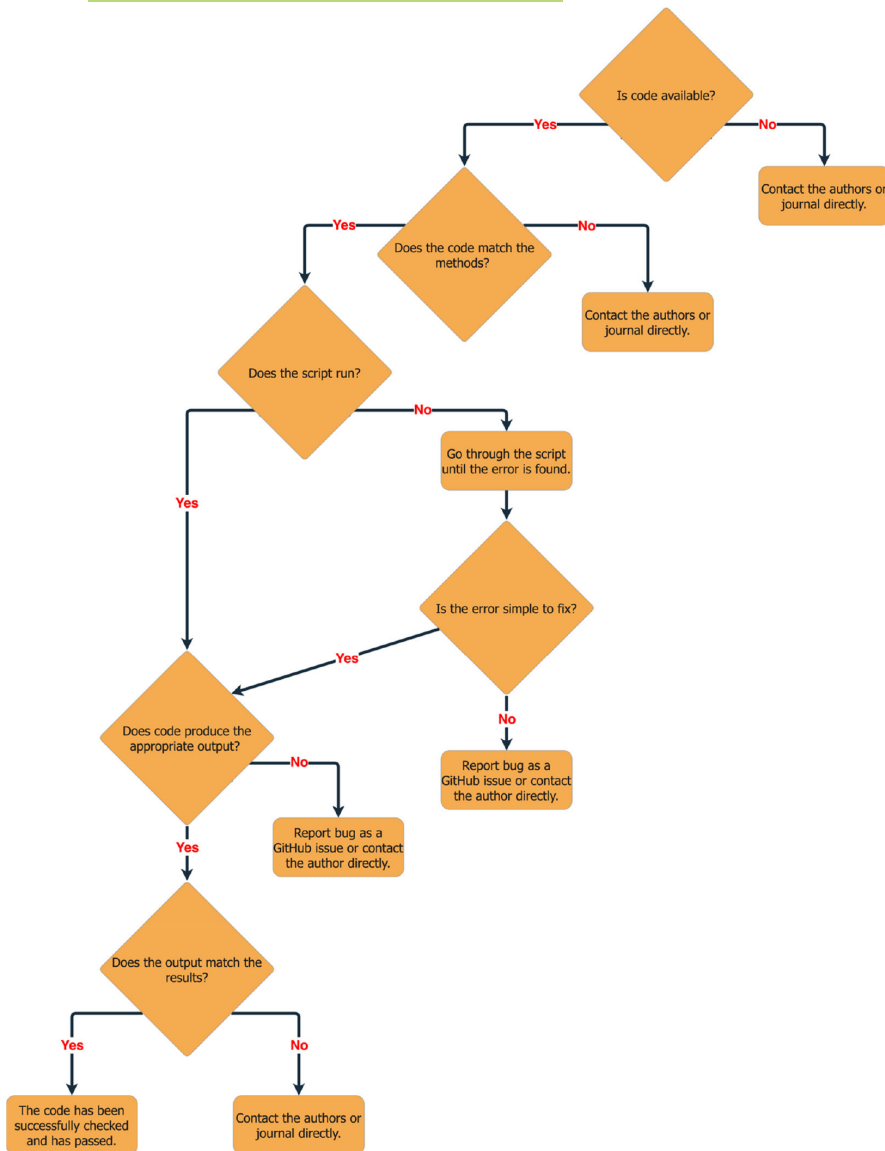 Is code available?
Yes
No
Contact the authors or
journal directly.
Does the code match the
methods?
Yes
No
Contact the authors or
journal directly.
Does the script run?
Yes
No
Go through the script
until the error is found.
Is the error simple to fix?
Yes
No
Report bug as a
GitHub issue or contact
the author directly.
Does code produce the
appropriate output?
No
Report bug as a
GitHub issue or contact
the author directly.
Yes
Does the output match the
results?
Yes
No
The code has been
successfully checked
and has passed.
Contact the authors or
journal directly.